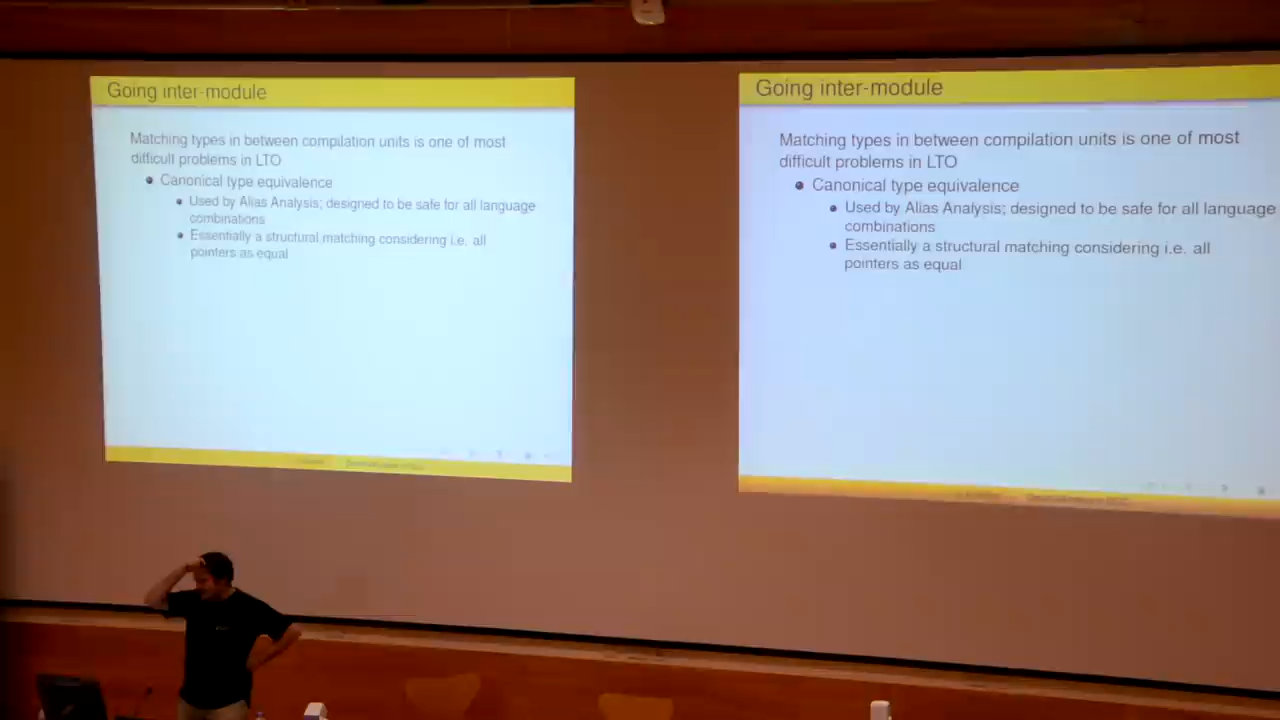 Going inter-module
Matching types in between compilation units is one of most
difficult problems in LTO
Canonical type equivalence
Used by Alias Analysis; designed to be safe for all language
combinations
Essentially a structural matching considering i.e. all
pointers as equal
Going inter-module
Matching types in between compilation units is one of most
difficult problems in LTO
Canonical type equivalence
Used by Alias Analysis; designed to be safe for all language
combinations
Essentially a structural matching considering i.e. all
pointers as equal